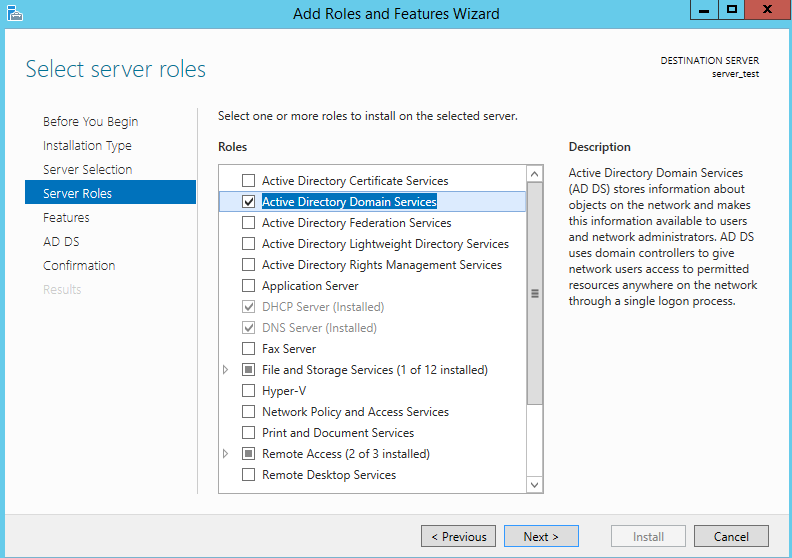 Add Roles and Features Wizard
Select server roles
DESTINATION SERVER
server_test
Before You Begin
Installation Type
Server Selection
Server Roles
Features
AD DS
Confirmation
Results
Select one or more roles to install on the selected server.
Roles
Active Directory Certificate Services
Active Directory Domain Services
Active Directory Federation Services
Active Directory Lightweight Directory Services
Active Directory Rights Management Services
Application Server
DHCP Server (Installed)
DNS Server (Installed)
Fax Server
File and Storage Services (1 of 12 installed)
Hyper-V
Network Policy and Access Services
Print and Document Services
Remote Access (2 of 3 installed)
Remote Desktop Services
Description
Active Directory Domain Services
(AD DS) stores information about
objects on the network and makes
this information available to users
and network administrators. AD DS
uses domain controllers to give
network users access to permitted
resources anywhere on the network
through a single logon process.
< Previous
Next >
Install
Cancel